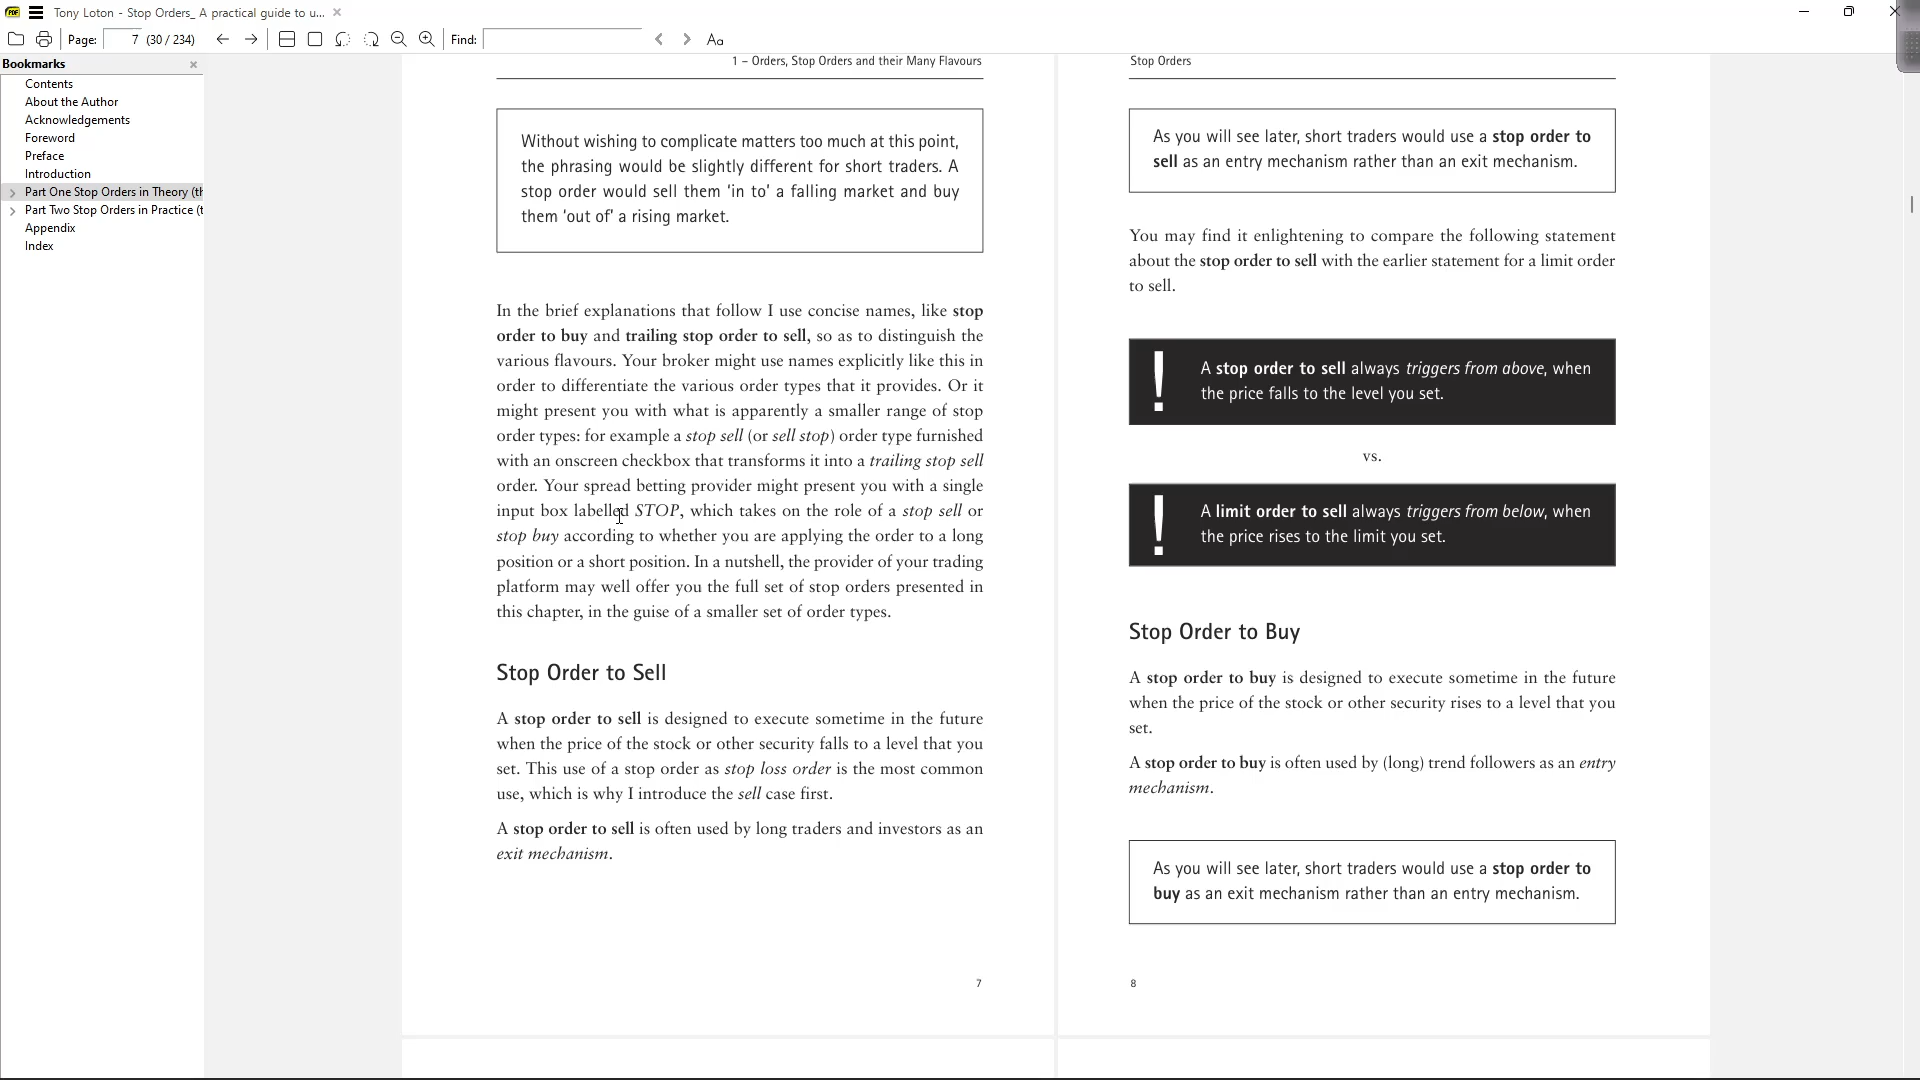 Tony Loton - Stop Orders_ A practical guide to u...
Page: 7 (30 / 234) Find: Aa
Bookmarks
Contents
About the Author
Acknowledgements
Foreword
Preface
Introduction
Part One Stop Orders in Theory (th
Part Two Stop Orders in Practice (t
Appendix
Index
1 – Orders, Stop Orders and their Many Flavours
Without wishing to complicate matters too much at this point,
the phrasing would be slightly different for short traders. A
stop order would sell them 'in to' a falling market and buy
them 'out of' a rising market.
In the brief explanations that follow I use concise names, like stop
order to buy and trailing stop order to sell, so as to distinguish the
various flavours. Your broker might use names explicitly like this in
order to differentiate the various order types that it provides. Or it
might present you with what is apparently a smaller range of stop
order types: for example a stop sell (or sell stop) order type furnished
with an onscreen checkbox that transforms it into a trailing stop sell
order. Your spread betting provider might present you with a single
input box labelled STOP, which takes on the role of a stop sell or
stop buy according to whether you are applying the order to a long
position or a short position. In a nutshell, the provider of your trading
platform may well offer you the full set of stop orders presented in
this chapter, in the guise of a smaller set of order types.
Stop Order to Sell
A stop order to sell is designed to execute sometime in the future
when the price of the stock or other security falls to a level that you
set. This use of a stop order as stop loss order is the most common
use, which is why I introduce the sell case first.
A stop order to sell is often used by long traders and investors as an
exit mechanism.
7
Stop Orders
As you will see later, short traders would use a stop order to
sell as an entry mechanism rather than an exit mechanism.
You may find it enlightening to compare the following statement
about the stop order to sell with the earlier statement for a limit order
to sell.
! A stop order to sell always triggers from above, when
the price falls to the level you set.
vs.
! A limit order to sell always triggers from below, when
the price rises to the limit you set.
Stop Order to Buy
A stop order to buy is designed to execute sometime in the future
when the price of the stock or other security rises to a level that you
set.
A stop order to buy is often used by (long) trend followers as an entry
mechanism.
As you will see later, short traders would use a stop order to
buy as an exit mechanism rather than an entry mechanism.
8